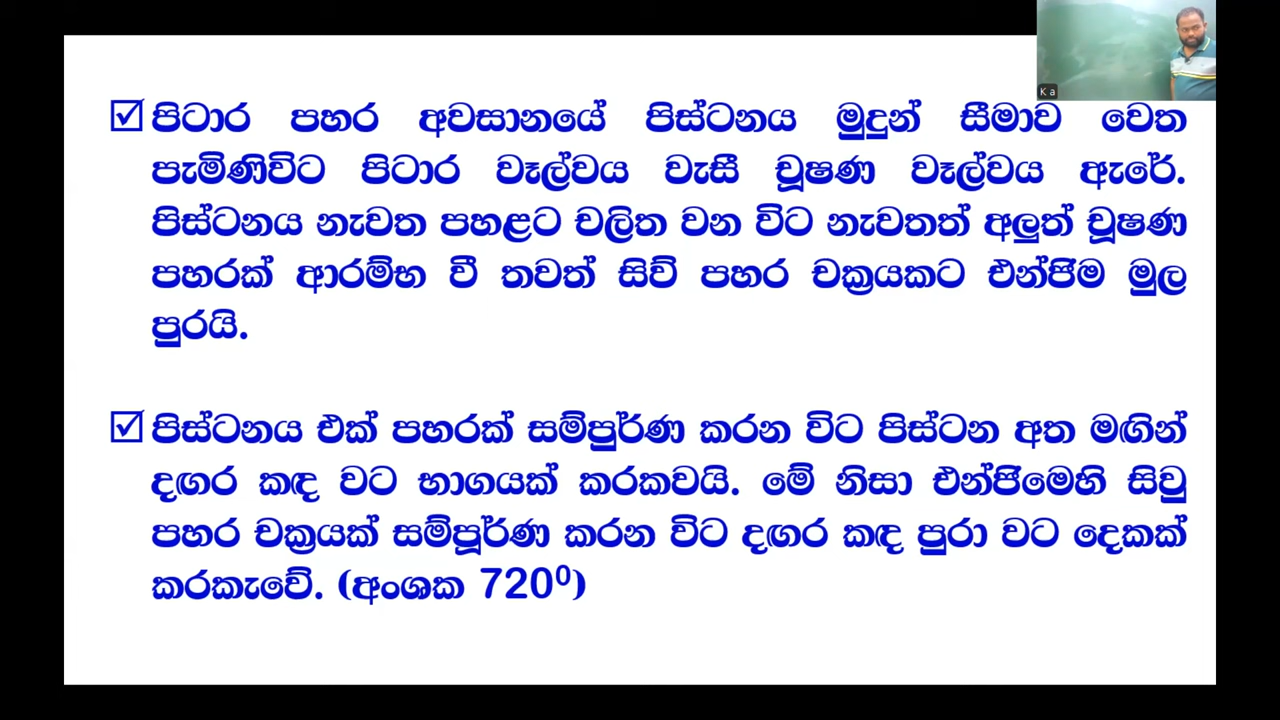 K a
☑ පිටාර පහර අවසානයේ පිස්ටනය මුදුන් සීමාව වෙත
පැමිණිවිට පිටාර වෑල්වය වැසී චූෂණ වෑල්වය ඇරේ.
පිස්ටනය නැවත පහළට චලිත වන විට නැවතත් අලුත් චූෂණ
පහරක් ආරම්භ වී තවත් සිව් පහර චක්‍රයකට එන්ජිම මුල
පුරයි.
☑ පිස්ටනය එක් පහරක් සම්පුර්ණ කරන විට පිස්ටන අත මඟින්
දඟර කඳ වට භාගයක් කරකවයි. මේ නිසා එන්ජිමෙහි සිවු
පහර චක්‍රයක් සම්පූර්ණ කරන විට දඟර කඳ පුරා වට දෙකක්
කරකැවේ. (අංශක 720⁰)